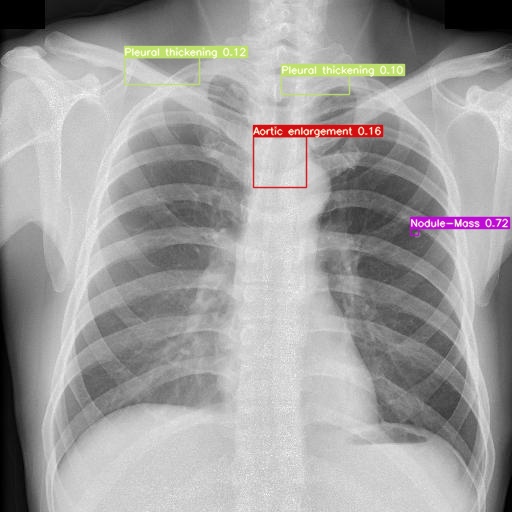 Pleural thickening 0.12
Pleural thickening 0.10
Aortic enlargement 0.16
Nodule-Mass 0.72